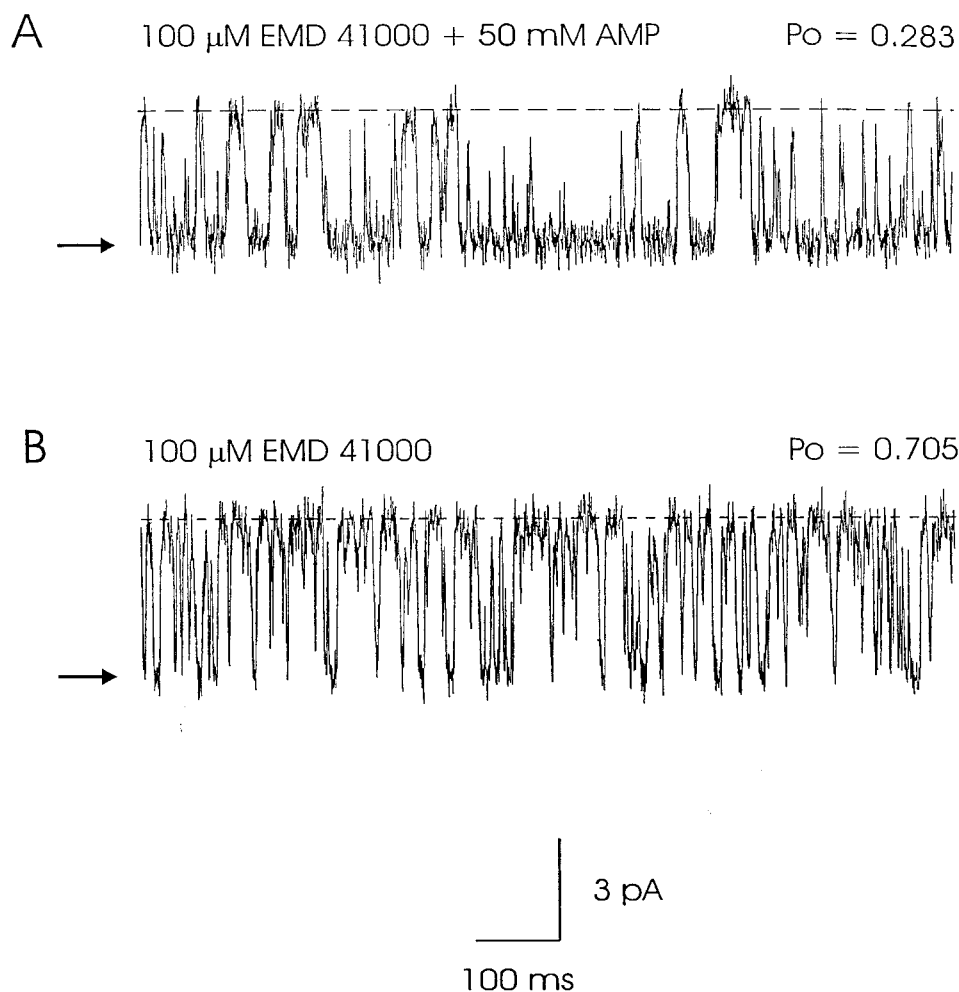 A
100 μM EMD 41000 + 50 mM AMP
Po = 0.283
B
100 μM EMD 41000
Po = 0.705
3 pA
100 ms